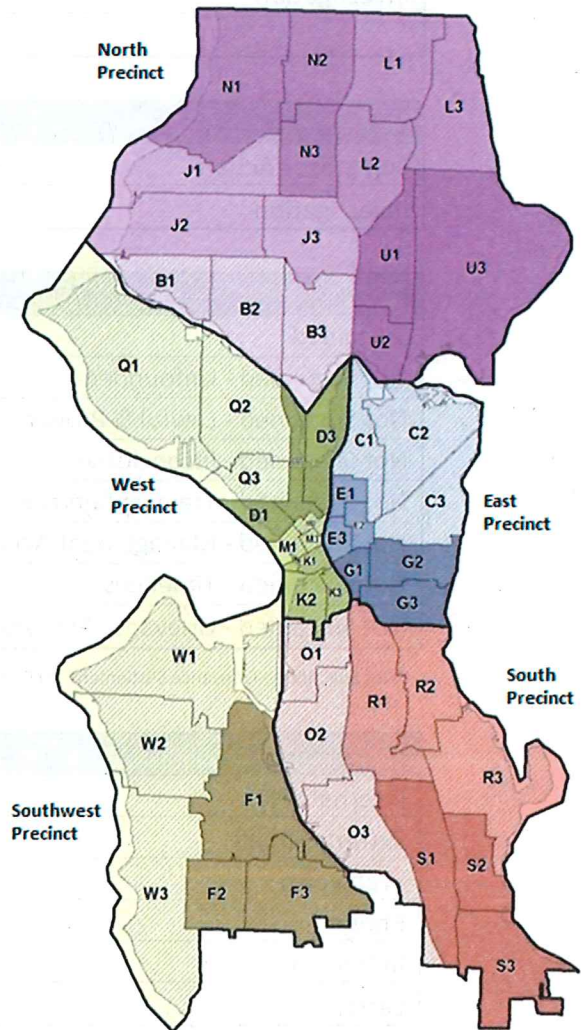 North
Precinct
N1
N2
L1
L3
N3
L2
J1
J2
J3
U1
U3
B1
B2
B3
U2
Q1
Q2
D3
C1
C2
Q3
E1
C3
West
Precinct
East
Precinct
D1
M1
E3
K1
G1
G2
K2
K3
G3
W1
O1
R1
R2
South
Precinct
W2
O2
R3
Southwest
Precinct
F1
O3
S1
S2
W3
F2
F3
S3